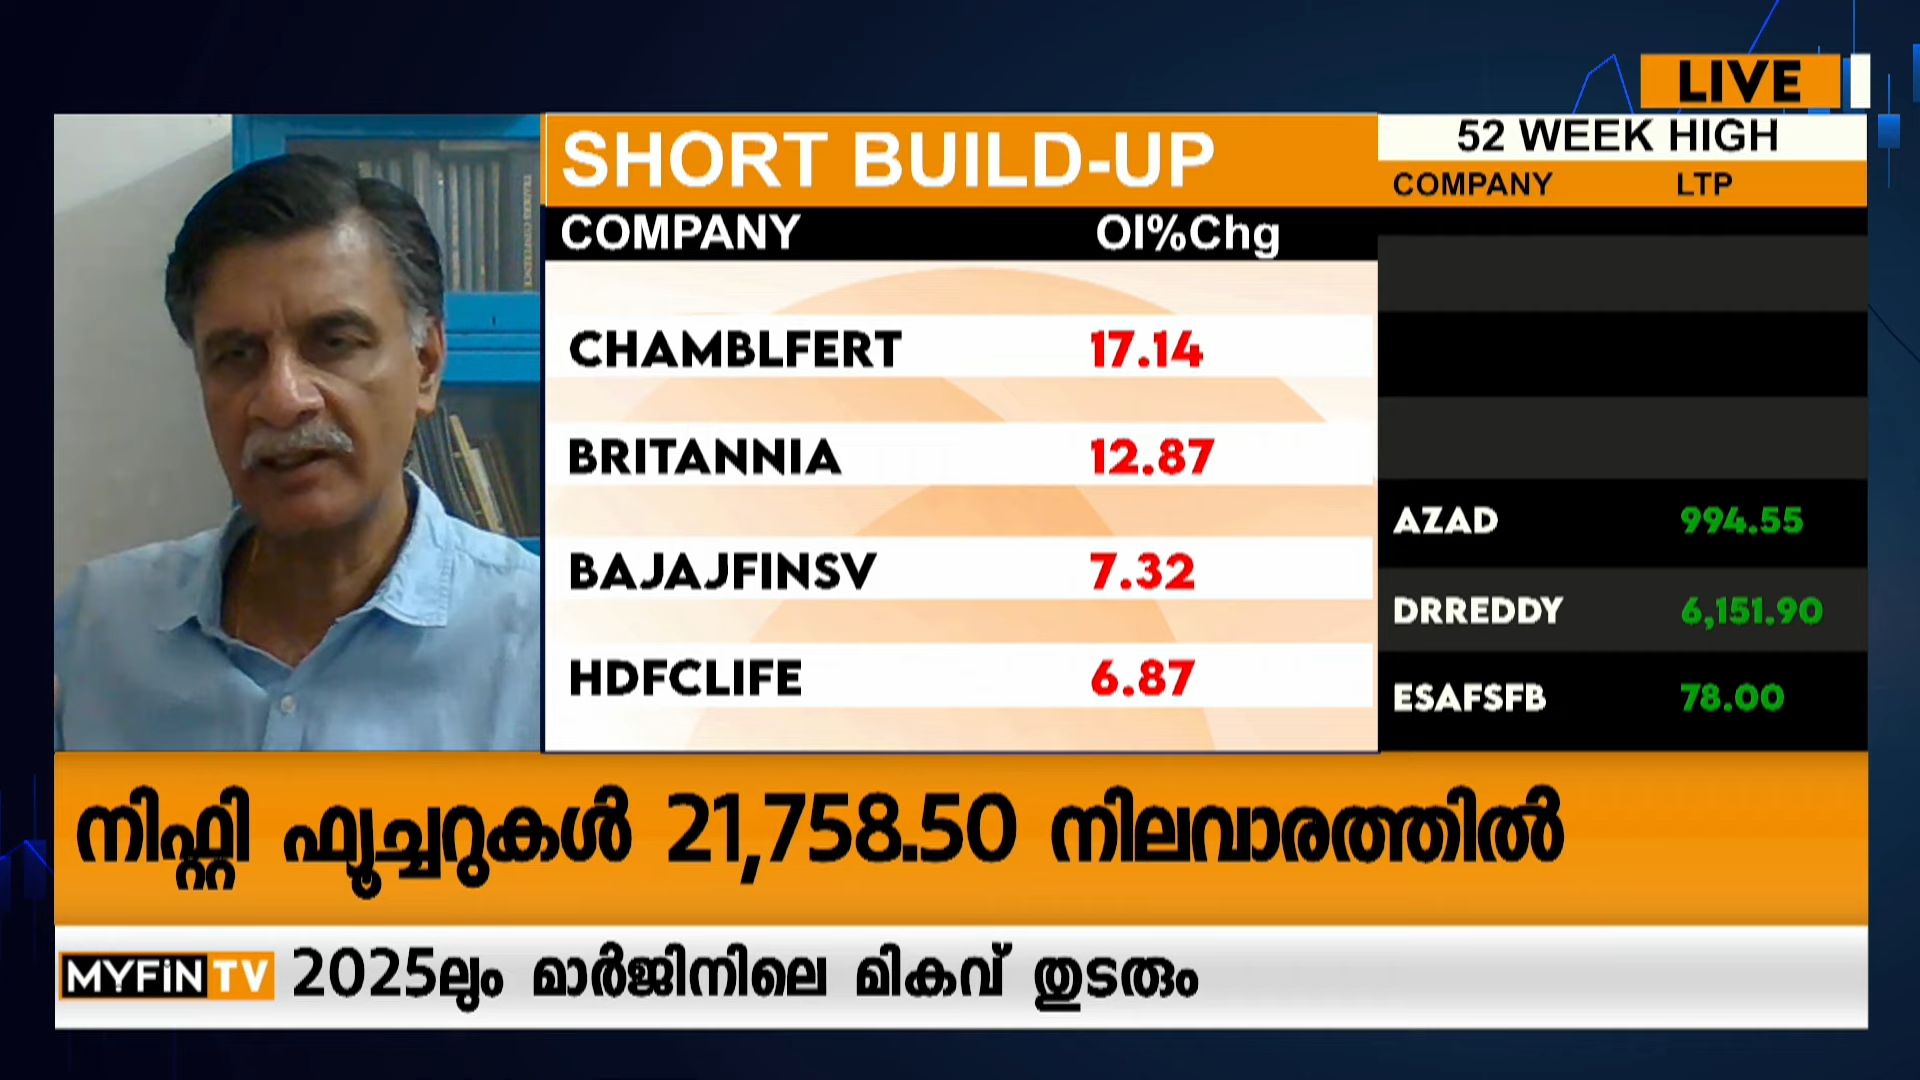 LIVE
SHORT BUILD-UP
COMPANY OI%Chg
CHAMBLFERT 17.14
BRITANNIA 12.87
BAJAJFINSV 7.32
HDFCLIFE 6.87
52 WEEK HIGH
COMPANY LTP
AZAD 994.55
DRREDDY 6,151.90
ESAFSFB 78.00
നിഫ്റ്റി ഫ്യൂച്ചറുകൾ 21,758.50 നിലവാരത്തിൽ
MYFiN TV 2025ലും മാർജിനിലെ മികവ് തുടരും